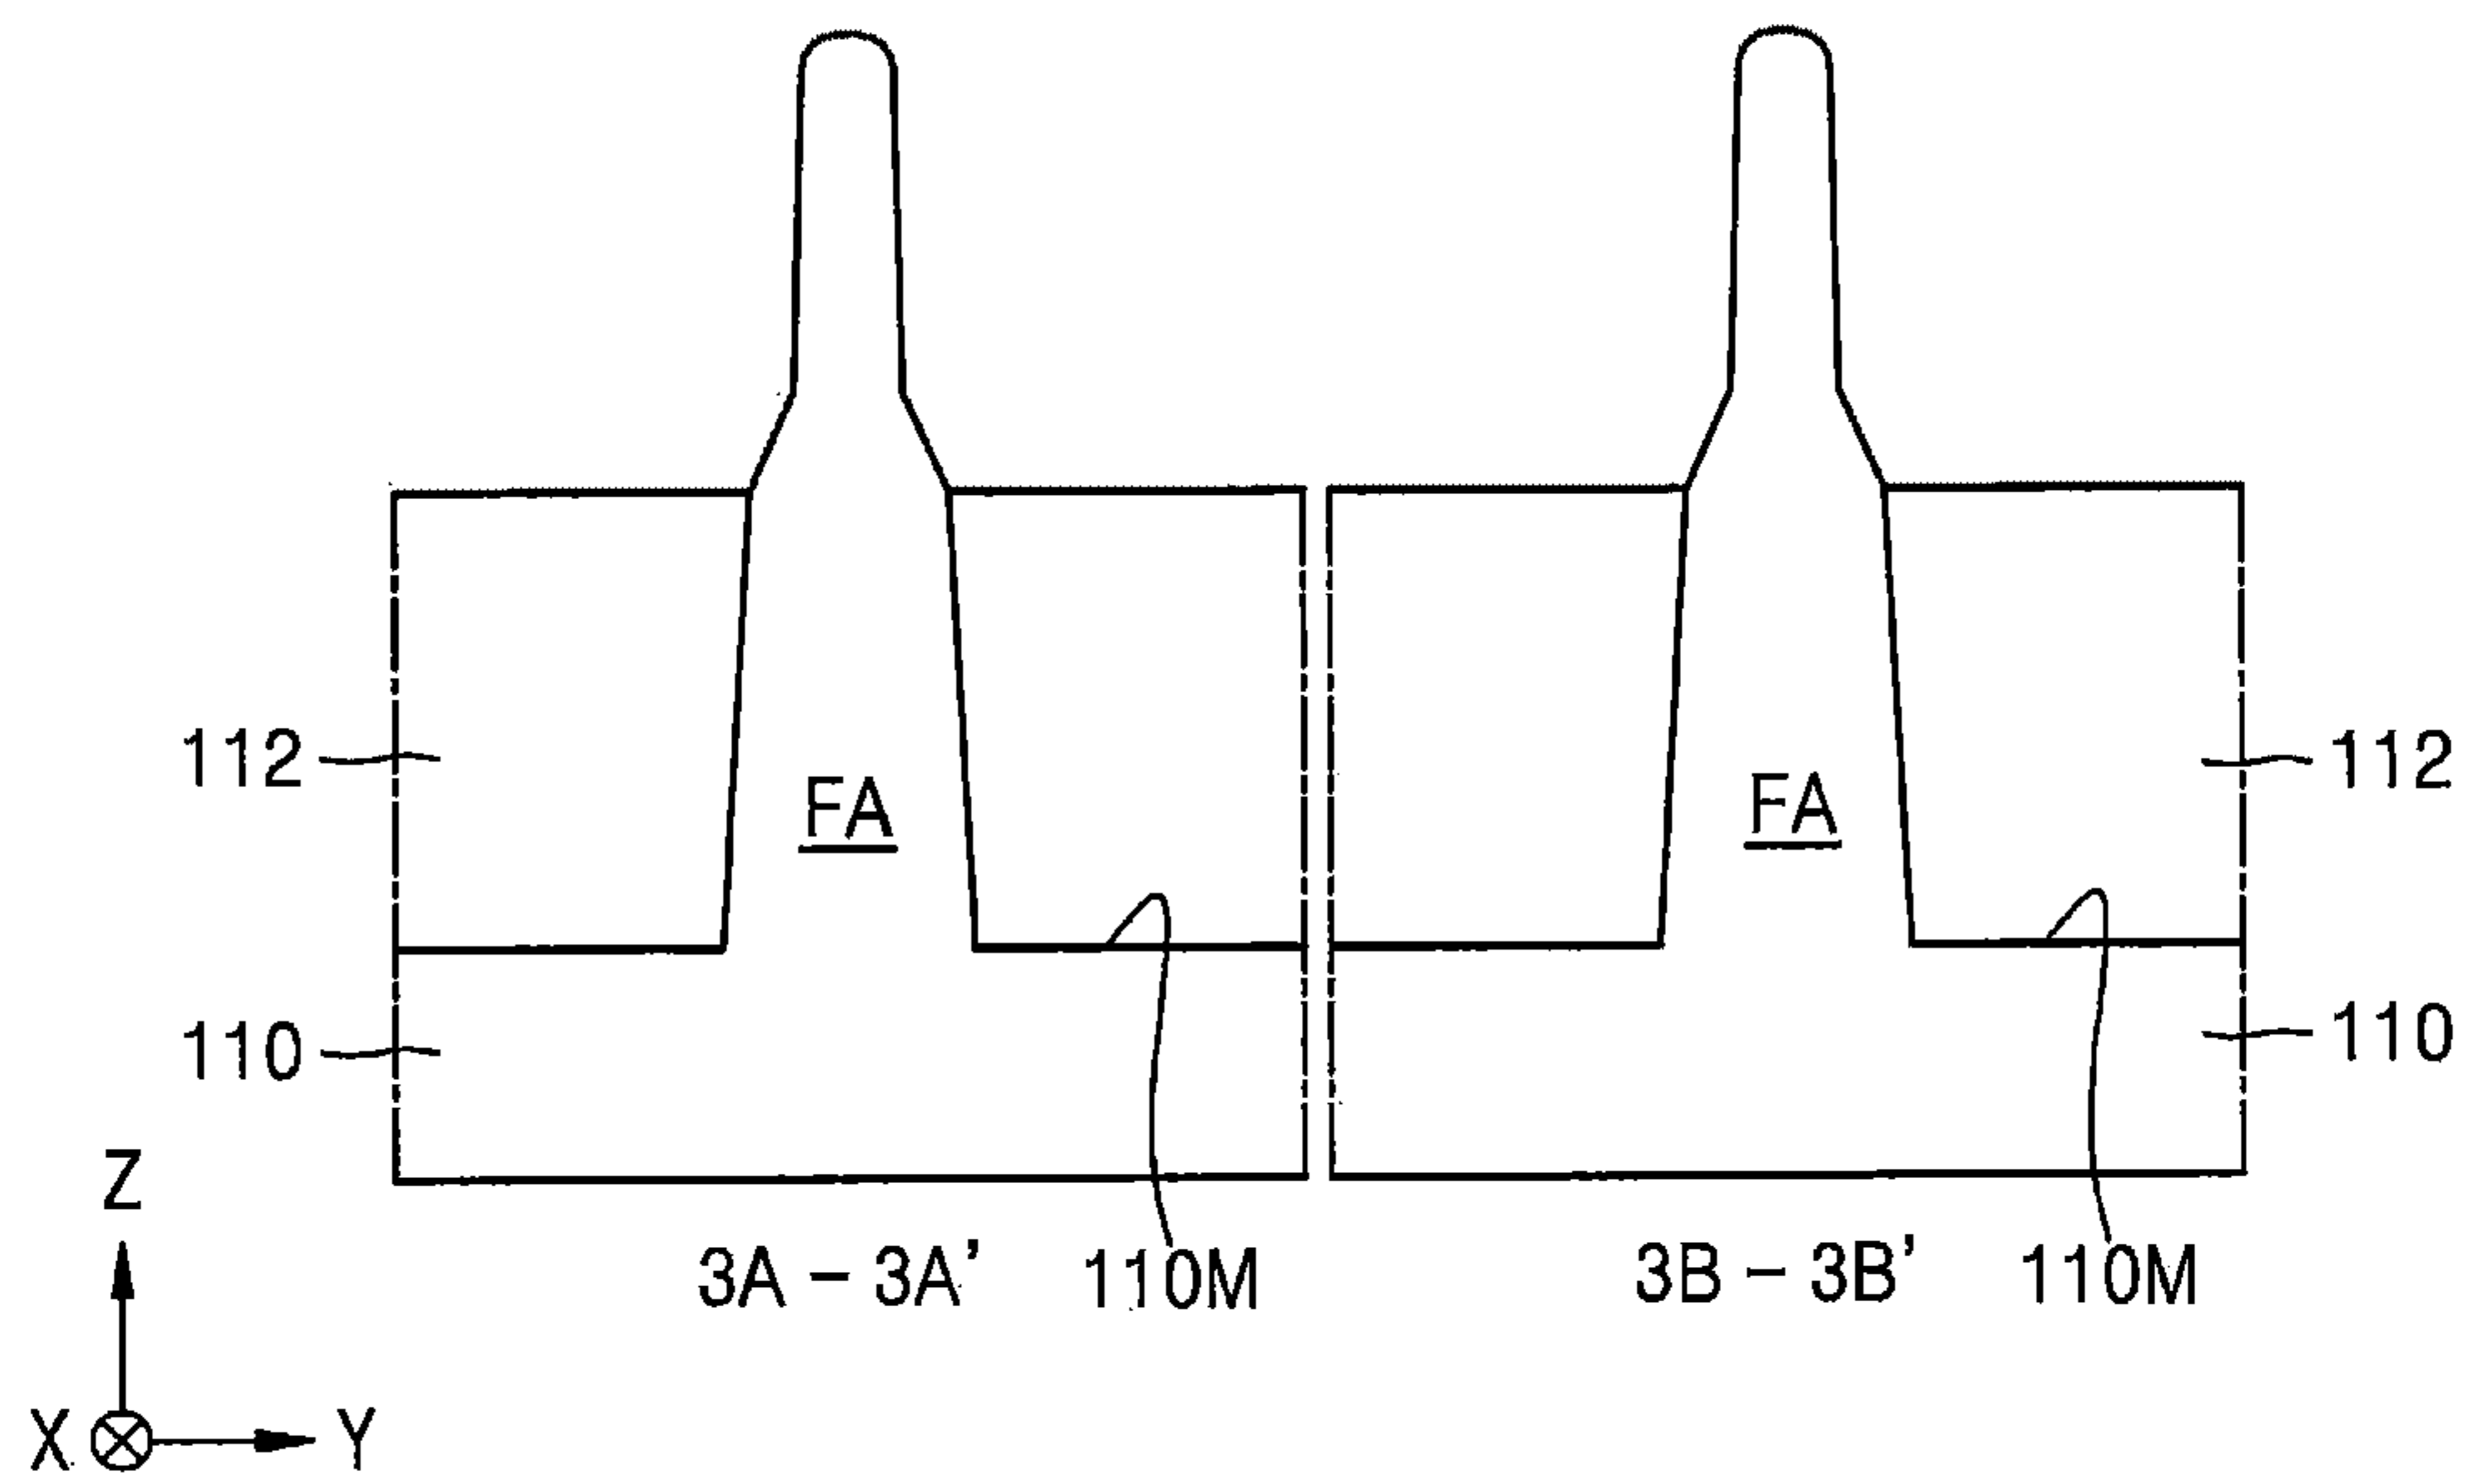 112 FA FA 112
110 110
Z
3A – 3A' 110M 3B – 3B' 110M
X Y